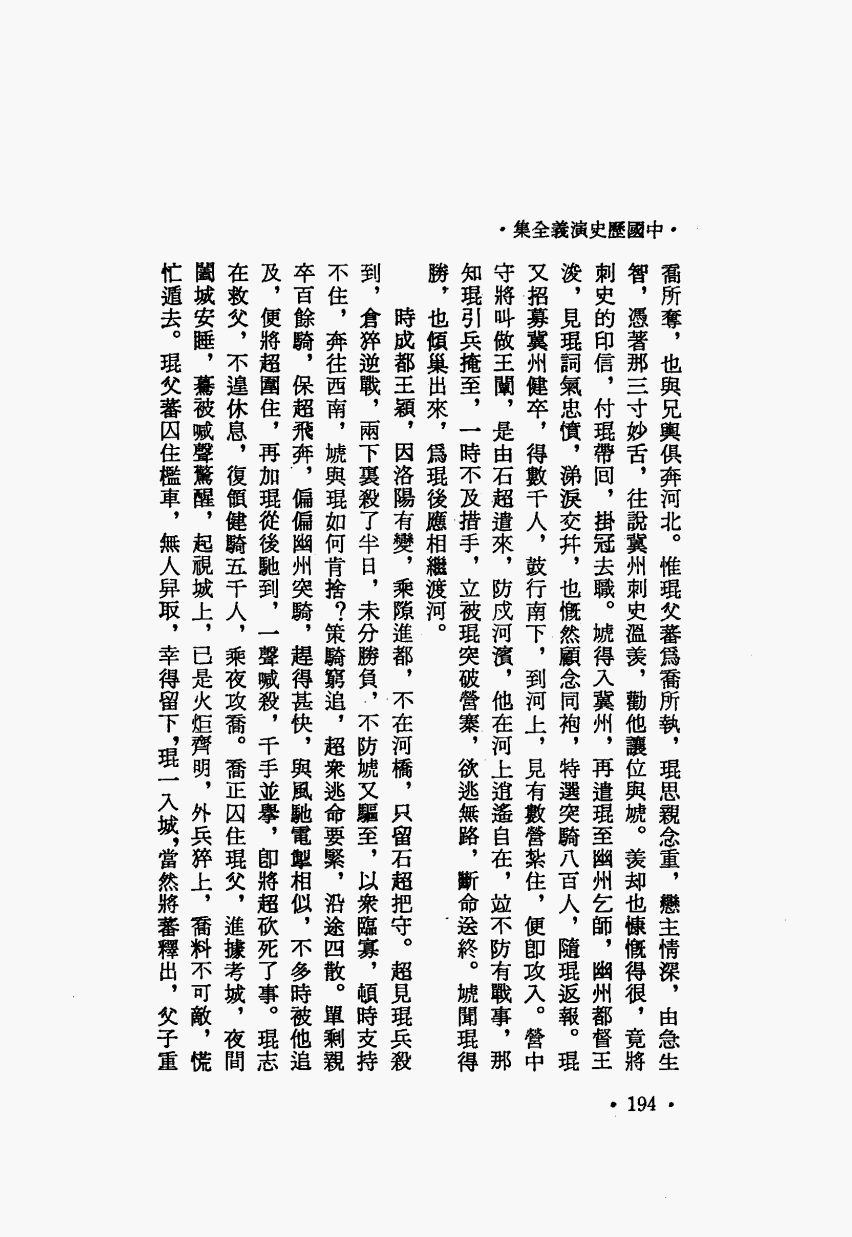 ·中國歷史演義全集·
喬所奪，也與兄輿俱奔河北。惟琨父蕃爲喬所執，琨思親念重，戀主情深，由急生
智，憑著那三寸妙舌，往說冀州刺史溫羨，勸他讓位與虓。羨却也慷慨得很，竟將
刺史的印信，付琨帶回，掛冠去職。虓得入冀州，再遣琨至幽州乞師，幽州都督王
浚，見琨詞氣忠憤，涕淚交幷，也慨然顧念同袍，特選突騎八百人，隨琨返報。琨
又招募冀州健卒，得數千人，鼓行南下，到河上，見有數營紮住，便卽攻入。營中
守將叫做王闡，是由石超遣來，防戍河濱，他在河上逍遙自在，竝不防有戰事，那
知琨引兵掩至，一時不及措手，立被琨突破營寨，欲逃無路，斷命送終。虓聞琨得
勝，也傾巢出來，爲琨後應相繼渡河。
時成都王穎，因洛陽有變，乘隙進都，不在河橋，只留石超把守。超見琨兵殺
到，倉猝逆戰，兩下裏殺了半日，未分勝負，不防虓又驅至，以衆臨寡，頓時支持
不住，奔往西南，虓與琨如何肯捨？策騎窮追，超衆逃命要緊，沿途四散。單剩親
卒百餘騎，保超飛奔，偏偏幽州突騎，趕得甚快，與風馳電掣相似，不多時被他追
及，便將超圍住，再加琨從後馳到，一聲喊殺，千手並擧，卽將超砍死了事。琨志
在救父，不遑休息，復領健騎五千人，乘夜攻喬。喬正囚住琨父，進據考城，夜間
闔城安睡，驀被喊聲驚醒，起視城上，已是火炬齊明，外兵猝上，喬料不可敵，慌
忙遁去。琨父蕃囚住檻車，無人舁取，幸得留下，琨一入城，當然將蕃釋出，父子重
·194·